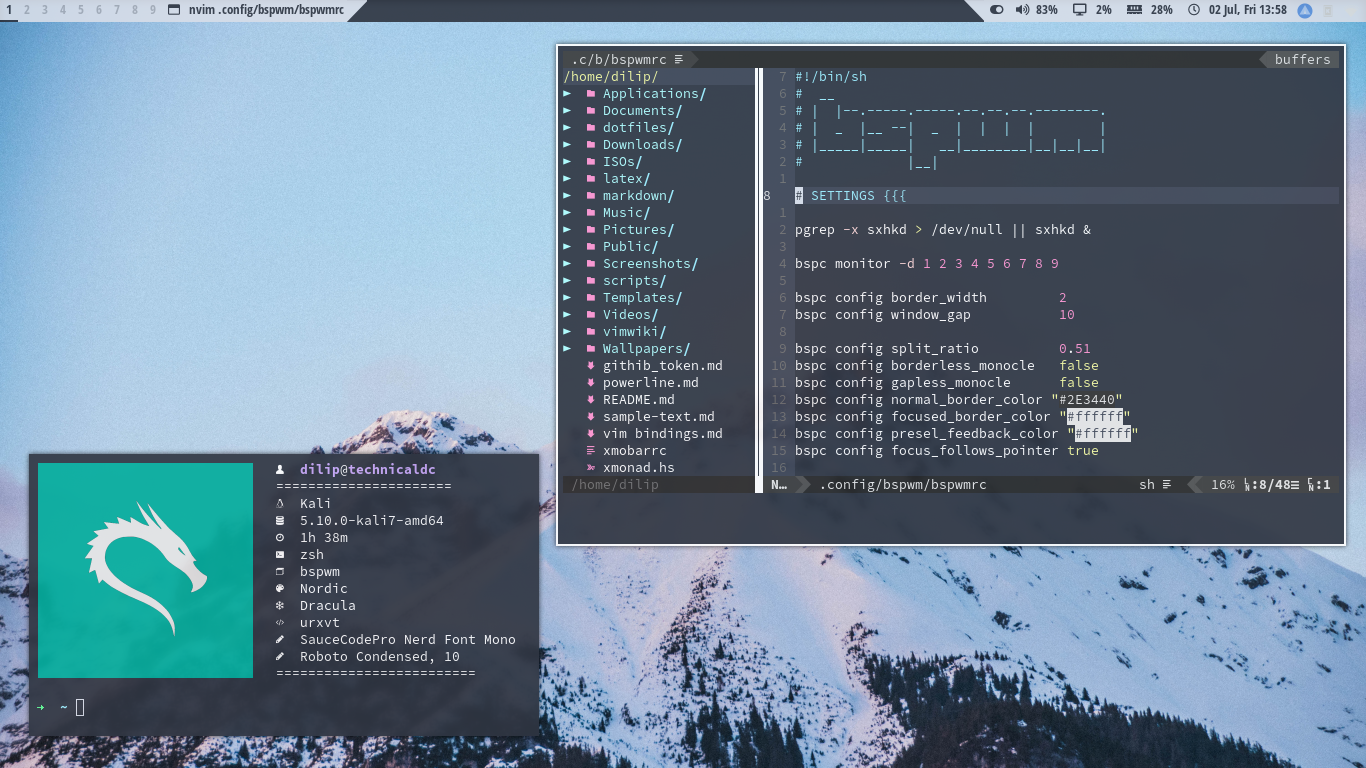 1 2 3 4 5 6 7 8 9 nvim .config/bspwm/bspwmrc 83% 2% 28% 02 Jul, Fri 13:58
.c/b/bspwmrc buffers
/home/dilip/
Applications/
Documents/
dotfiles/
Downloads/
ISOs/
latex/
markdown/
Music/
Pictures/
Public/
Screenshots/
scripts/
Templates/
Videos/
vimwiki/
Wallpapers/
githib_token.md
powerline.md
README.md
sample-text.md
vim bindings.md
xmobarrc
xmonad.hs
/home/dilip
7 #!/bin/sh
6 #  __
5 # |  |--.-----.-----.--.--.--.--------.
4 # |  _  |__ --|  _  |  |  |  |        |
3 # |_____|_____|   __|________|__|__|__|
2 #             |__|
1
8 # SETTINGS {{{
1
2 pgrep -x sxhkd > /dev/null || sxhkd &
3
4 bspc monitor -d 1 2 3 4 5 6 7 8 9
5
6 bspc config border_width 2
7 bspc config window_gap 10
8
9 bspc config split_ratio 0.51
10 bspc config borderless_monocle false
11 bspc config gapless_monocle false
12 bspc config normal_border_color "#2E3440"
13 bspc config focused_border_color "#ffffff"
14 bspc config presel_feedback_color "#ffffff"
15 bspc config focus_follows_pointer true
16
N… .config/bspwm/bspwmrc sh 16% :8/48 :1
dilip@technicaldc
======================
Kali
5.10.0-kali7-amd64
1h 38m
zsh
bspwm
Nordic
Dracula
urxvt
SauceCodePro Nerd Font Mono
Roboto Condensed, 10
=========================
➜ ~